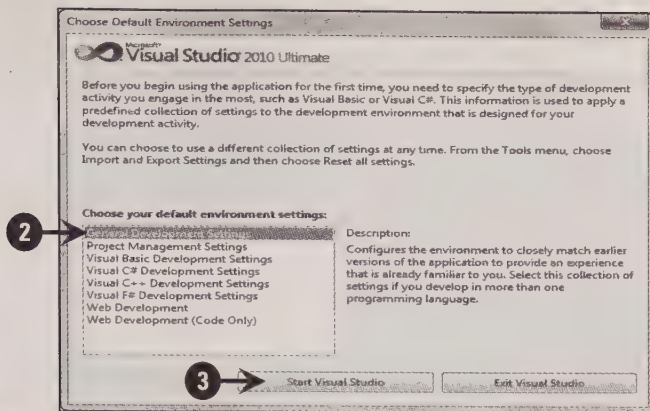 Choose Default Environment Settings
Microsoft
Visual Studio 2010 Ultimate
Before you begin using the application for the first time, you need to specify the type of development
activity you engage in the most, such as Visual Basic or Visual C#. This information is used to apply a
predefined collection of settings to the development environment that is designed for your
development activity.
You can choose to use a different collection of settings at any time. From the Tools menu, choose
Import and Export Settings and then choose Reset all settings.
Choose your default environment settings:
2
General Development Settings
Project Management Settings
Visual Basic Development Settings
Visual C# Development Settings
Visual C++ Development Settings
Visual F# Development Settings
Web Development
Web Development (Code Only)
Description:
Configures the environment to closely match earlier
versions of the application to provide an experience
that is already familiar to you. Select this collection of
settings if you develop in more than one
programming language.
3
Start Visual Studio
Exit Visual Studio